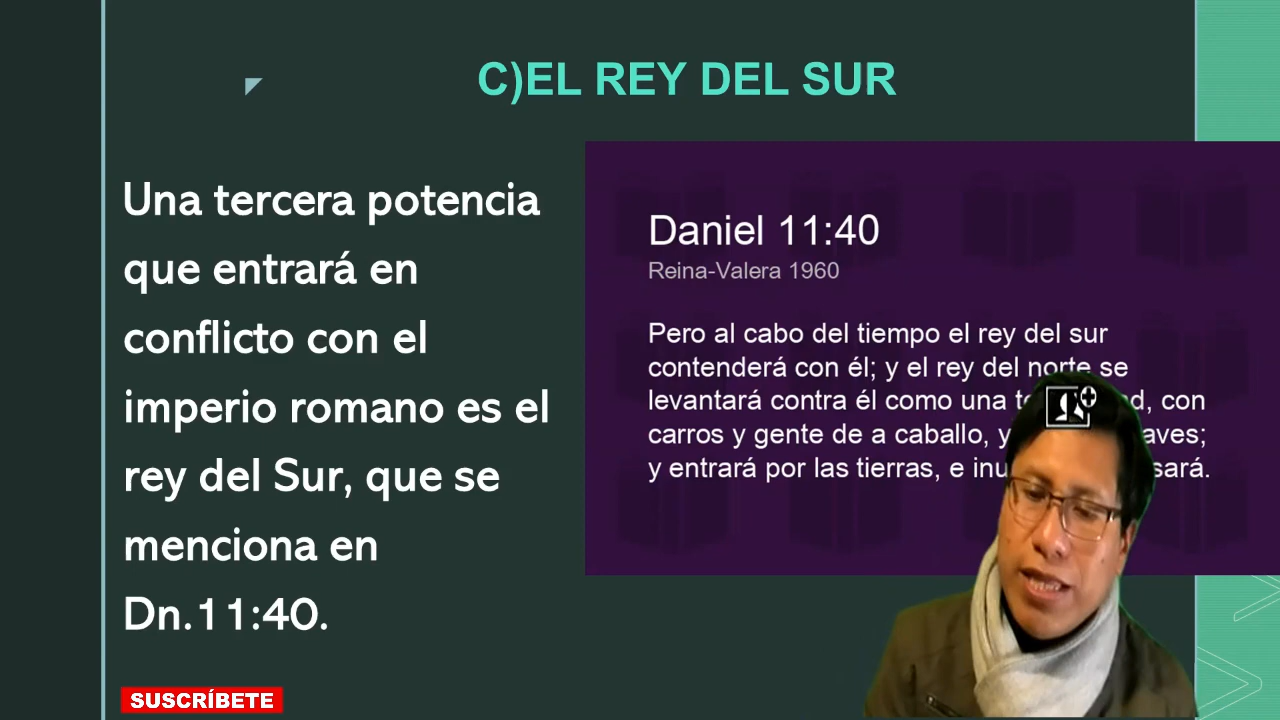 C)EL REY DEL SUR
Una tercera potencia
que entrará en
conflicto con el
imperio romano es el
rey del Sur, que se
menciona en
Dn.11:40.
Daniel 11:40
Reina-Valera 1960
Pero al cabo del tiempo el rey del sur
contenderá con él; y el rey del norte se
levantará contra él como una con
carros y gente de a caballo, y
y entrará por las tierras, e
SUSCRÍBETE